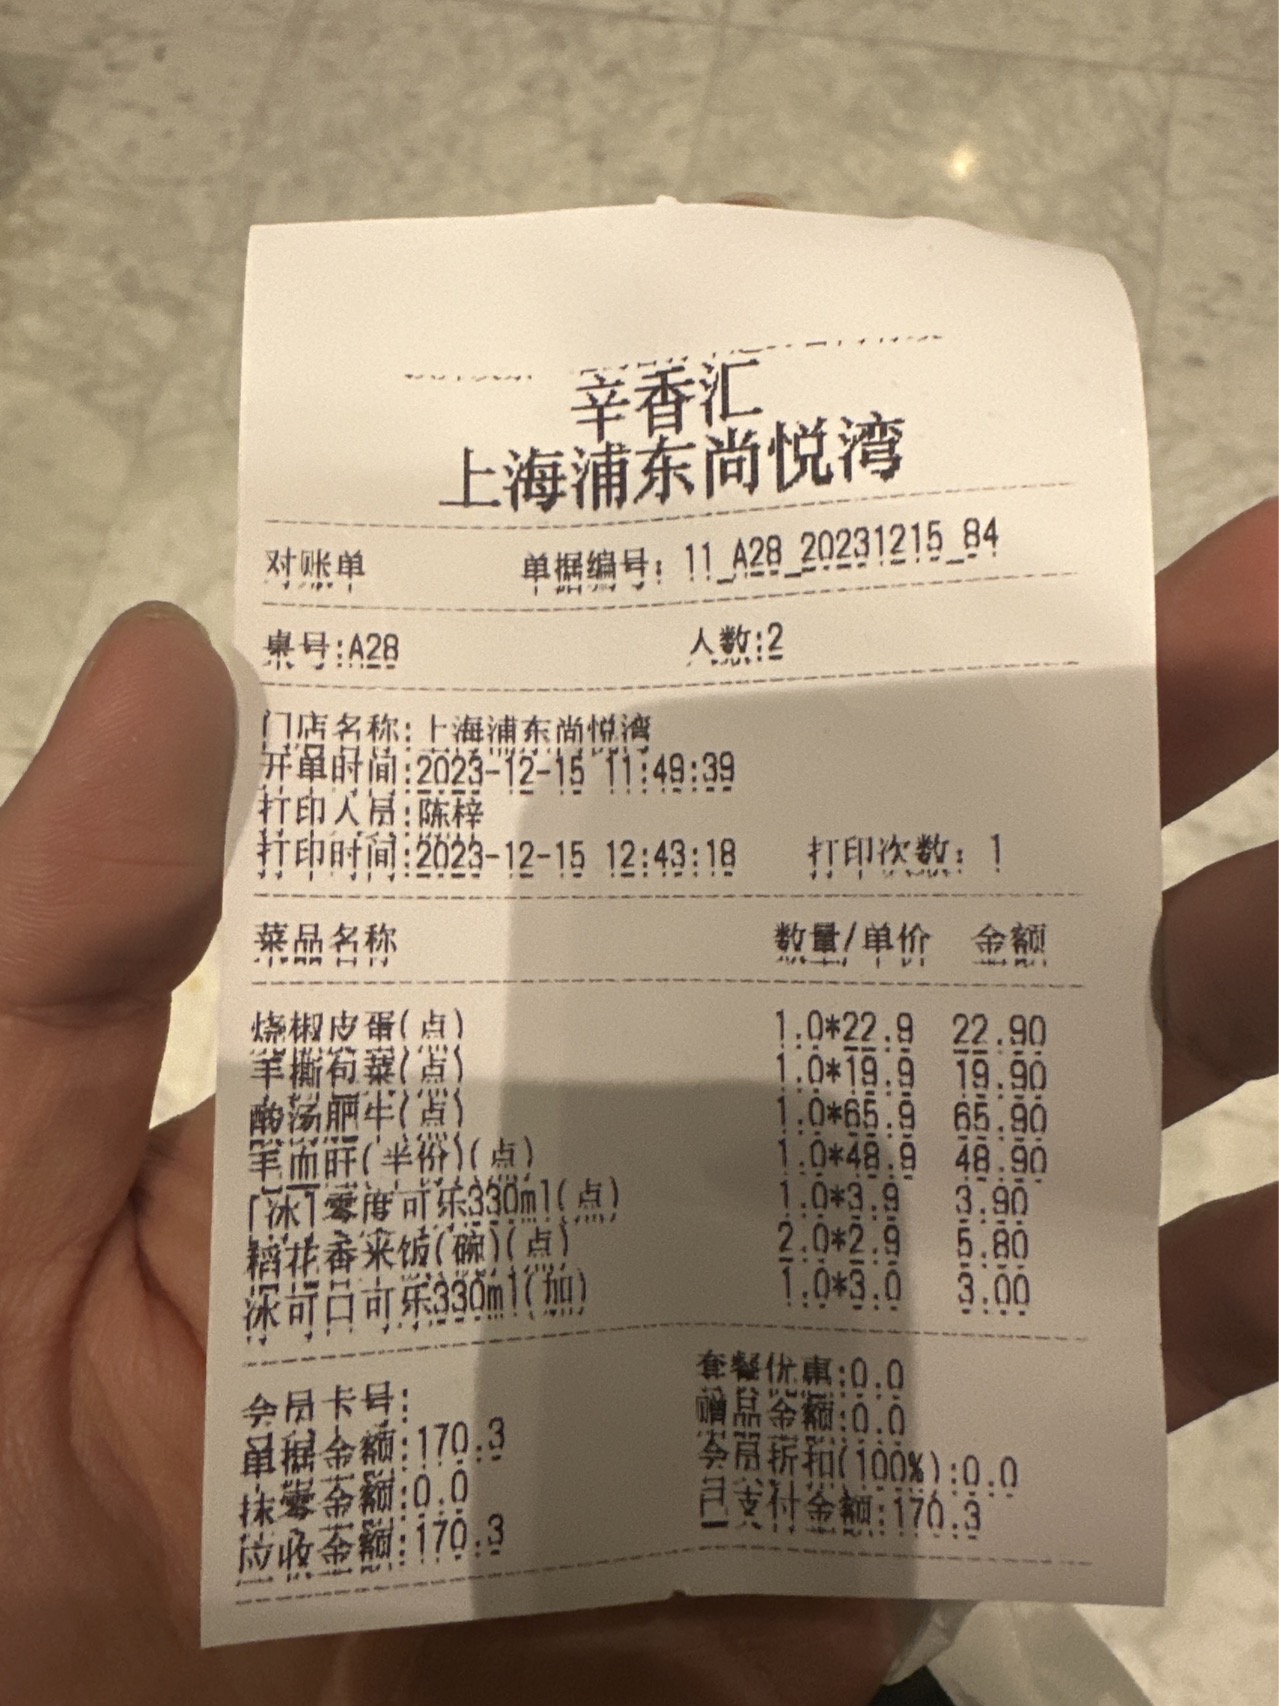 辛香汇
上海浦东尚悦湾
对账单 单据编号: 11_A28_20231215_84
桌号:A28 人数:2
门店名称:上海浦东尚悦湾
开单时间:2023-12-15 11:49:39
打印人员:陈梓
打印时间:2023-12-15 12:43:18 打印次数: 1
菜品名称 数量/单价 金额
烧椒皮蛋(点) 1.0*22.9 22.90
手撕笱菜(点) 1.0*19.9 19.90
酸汤肥牛(点) 1.0*65.9 65.90
毛血旺(半份)(点) 1.0*48.9 48.90
「冰」零度可乐330ml(点) 1.0*3.9 3.90
稻花香米饭(碗)(点) 2.0*2.9 5.80
冰可口可乐330ml(加) 1.0*3.0 3.00
套餐优惠:0.0
会员卡号: 赠品金额:0.0
单据金额:170.3 会员折扣(100%):0.0
抹零金额:0.0 已支付金额:170.3
应收金额:170.3